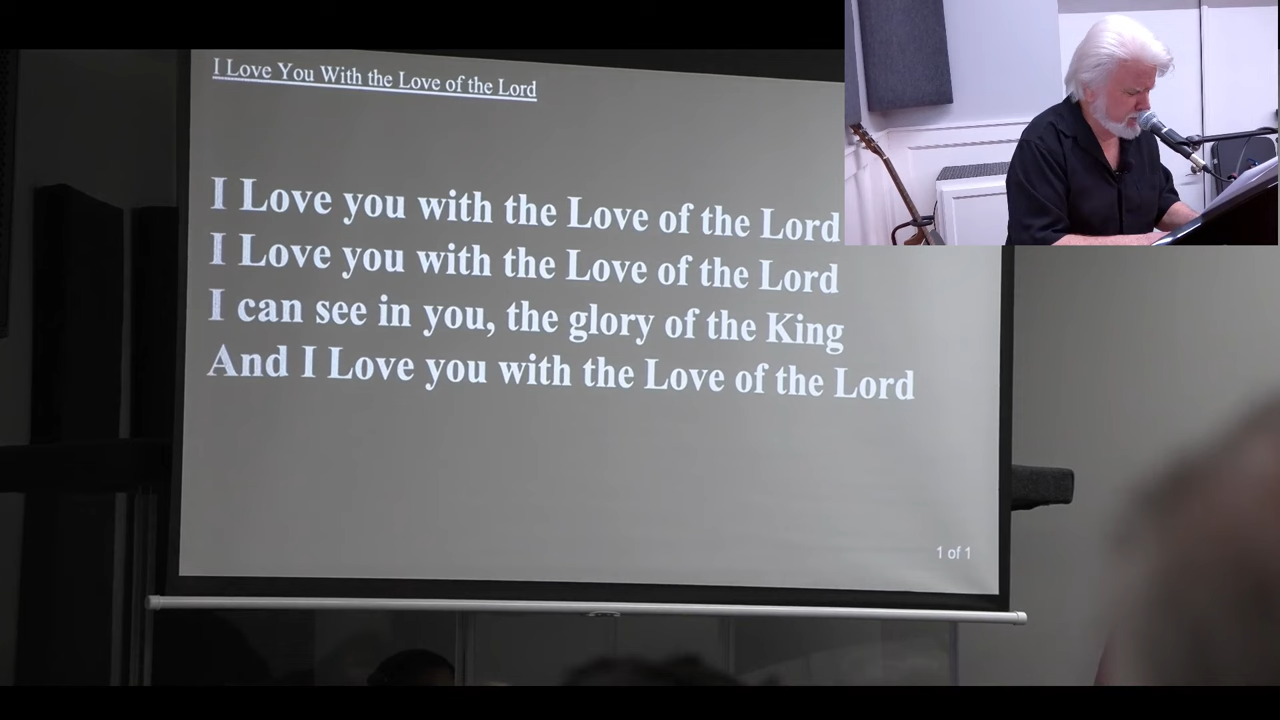 I Love You With the Love of the Lord
I Love you with the Love of the Lord
I Love you with the Love of the Lord
I can see in you, the glory of the King
And I Love you with the Love of the Lord
1 of 1